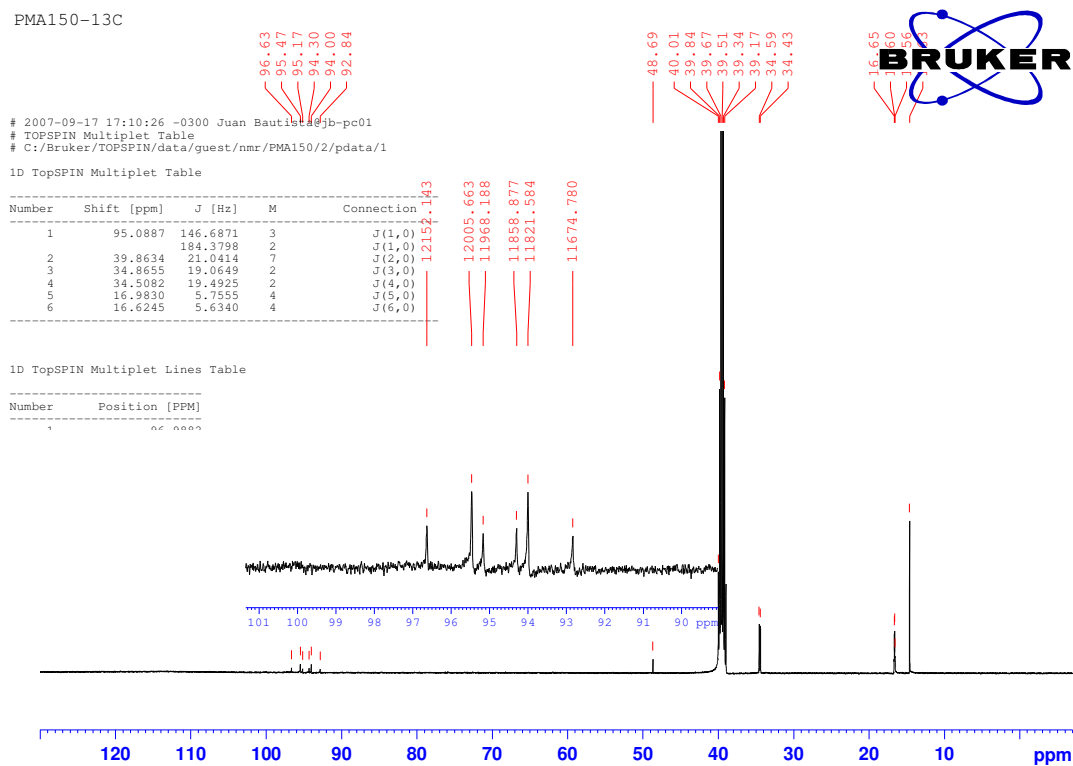 PMA150-13C
BRUKER
96.63
95.47
95.17
94.30
94.00
92.84
48.69
40.01
39.84
39.67
39.51
39.34
39.17
34.59
34.43
16.65
# 2007-09-17 17:10:26 -0300 Juan Bautista@jb-pc01
# TOPSPIN Multiplet Table
# C:/Bruker/TOPSPIN/data/guest/nmr/PMA150/2/pdata/1
1D TopSPIN Multiplet Table
Number Shift [ppm] J [Hz] M Connection
1 95.0887 146.6871 3 J(1,0)
184.3798 2 J(1,0)
2 39.8634 21.0414 7 J(2,0)
3 34.8655 19.0649 2 J(3,0)
4 34.5082 19.4925 2 J(4,0)
5 16.9830 5.7555 4 J(5,0)
6 16.6245 5.6340 4 J(6,0)
12152.143
12005.663
11968.188
11858.877
11821.584
11674.780
1D TopSPIN Multiplet Lines Table
Number Position [PPM]
101 100 99 98 97 96 95 94 93 92 91 90 ppm
120 110 100 90 80 70 60 50 40 30 20 10 ppm